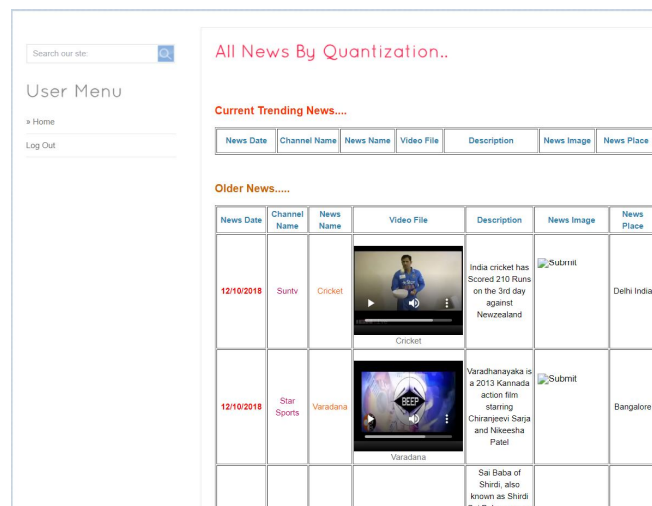 Search our ste:
All News By Quantization..
User Menu
» Home
Log Out
Current Trending News....
News Date Channel Name News Name Video File Description News Image News Place
Older News.....
News Date Channel Name News Name Video File Description News Image News Place
12/10/2018
Suntv
Cricket
Cricket
India cricket has
Scored 210 Runs
on the 3rd day
against
Newzealand
Submit
Delhi India
12/10/2018
Star
Sports
Varadana
BEEP
Varadana
Varadhanayaka is
a 2013 Kannada
action film
starring
Chiranjeevi Sarja
and Nikeesha
Patel
Submit
Bangalore
Sai Baba of
Shirdi, also
known as Shirdi